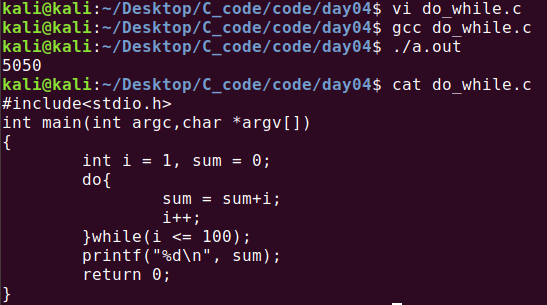 kali@kali:~/Desktop/C_code/code/day04$ vi do_while.c
kali@kali:~/Desktop/C_code/code/day04$ gcc do_while.c
kali@kali:~/Desktop/C_code/code/day04$ ./a.out
5050
kali@kali:~/Desktop/C_code/code/day04$ cat do_while.c
#include<stdio.h>
int main(int argc,char *argv[])
{
        int i = 1, sum = 0;
        do{
                sum = sum+i;
                i++;
        }while(i <= 100);
        printf("%d\n", sum);
        return 0;
}